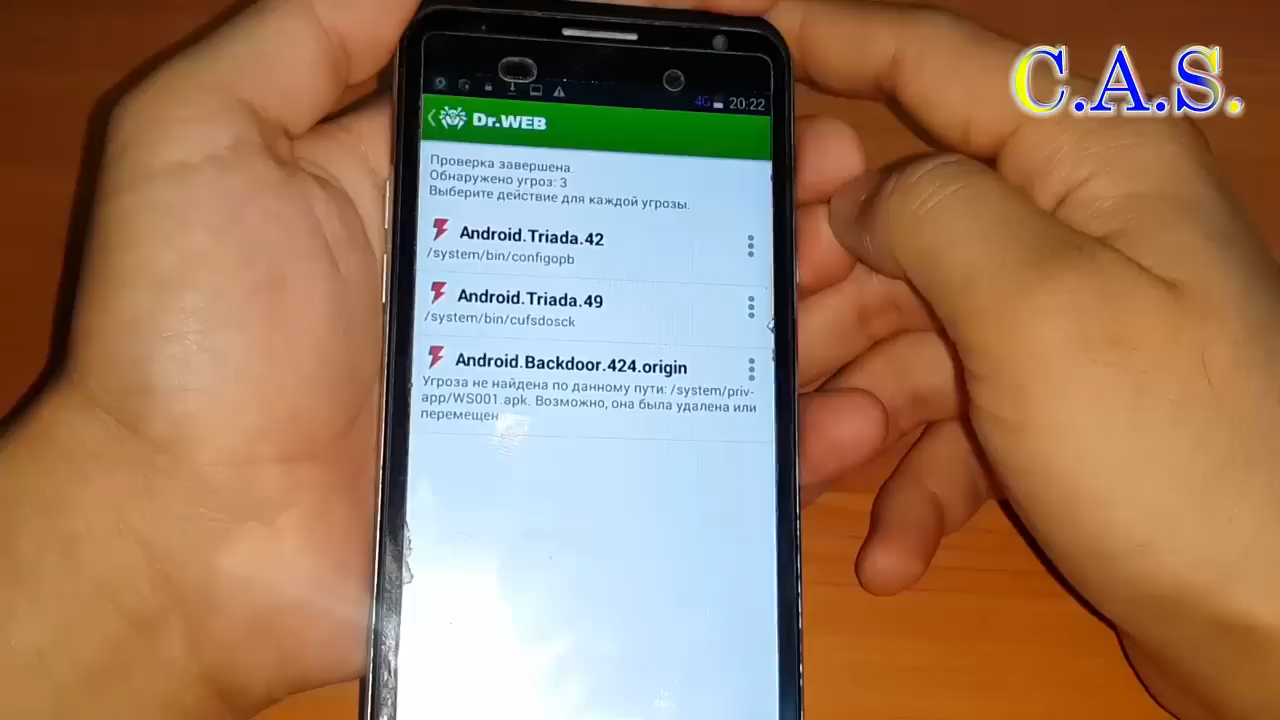 C.A.S.
4G 20:22
Dr.WEB
Проверка завершена.
Обнаружено угроз: 3
Выберите действие для каждой угрозы.
Android.Triada.42
/system/bin/configopb
Android.Triada.49
/system/bin/cufsdosck
Android.Backdoor.424.origin
Угроза не найдена по данному пути: /system/priv-
app/WS001.apk. Возможно, она была удалена или
перемещен